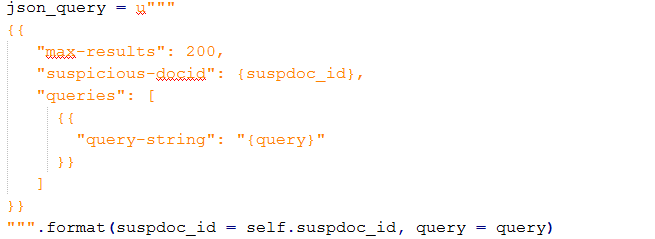 json_query = u"""
{{
    "max-results": 200,
    "suspicious-docid": {suspdoc_id},
    "queries": [
      {{
        "query-string": "{query}"
      }}
    ]
}}
""".format(suspdoc_id = self.suspdoc_id, query = query)